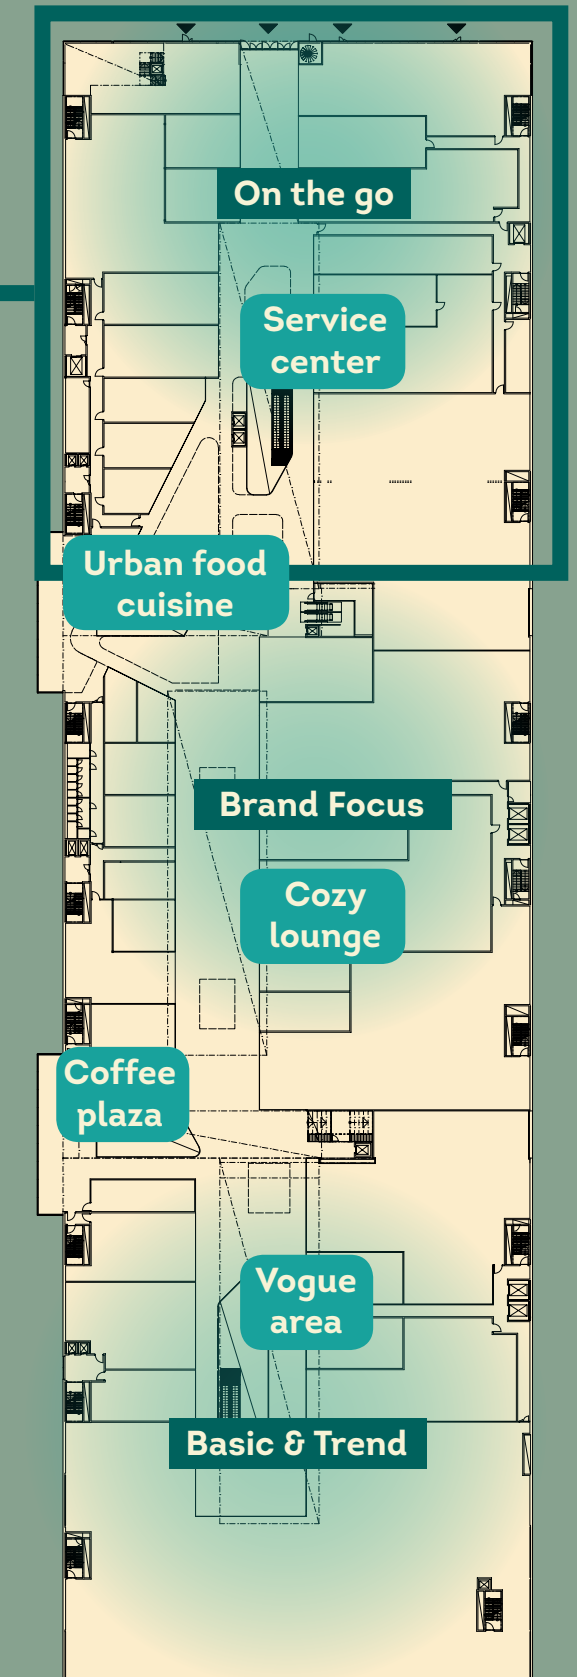 On the go
Service
center
Urban food
cuisine
Brand Focus
Cozy
lounge
Coffee
plaza
Vogue
area
Basic & Trend